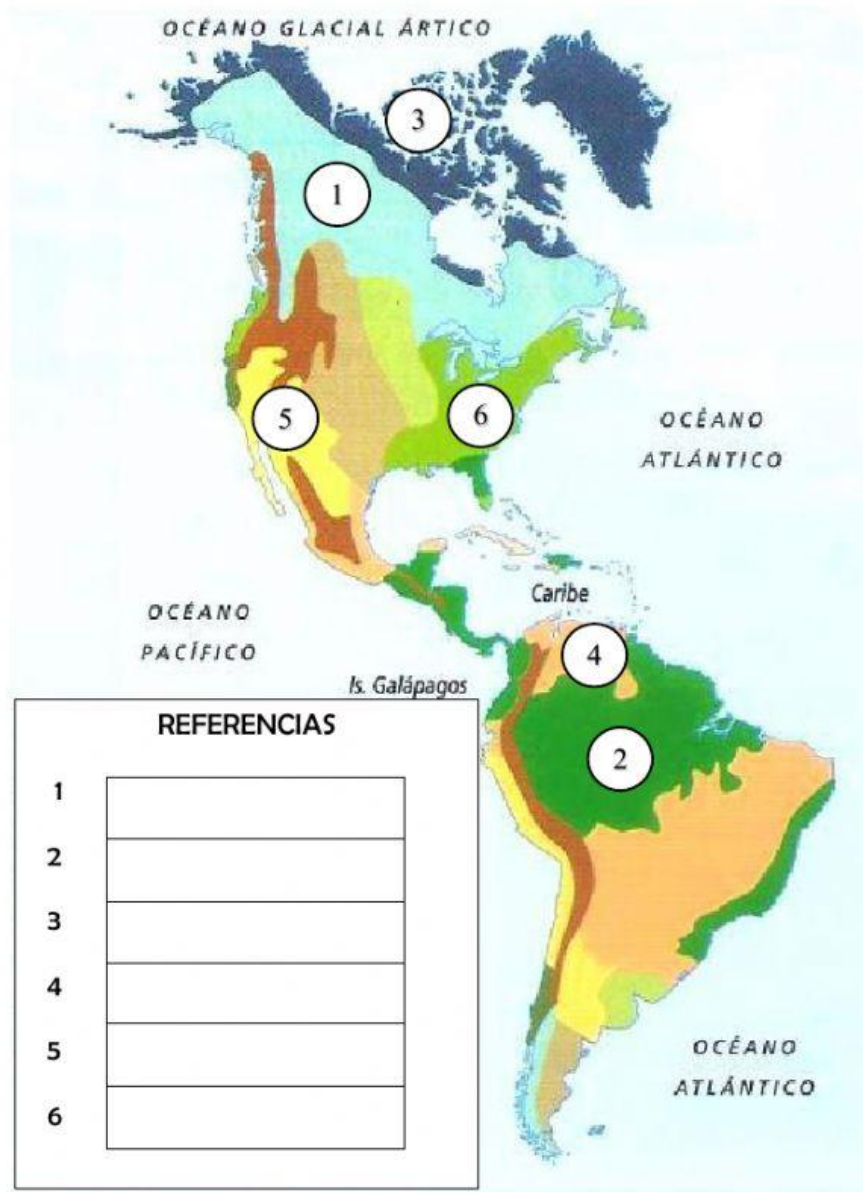 OCÉANO GLACIAL ÁRTICO
3
1
5
6
OCÉANO
ATLÁNTICO
OCÉANO
PACÍFICO
Caribe
4
Is. Galápagos
2
REFERENCIAS
1
2
3
4
5
6
OCÉANO
ATLÁNTICO